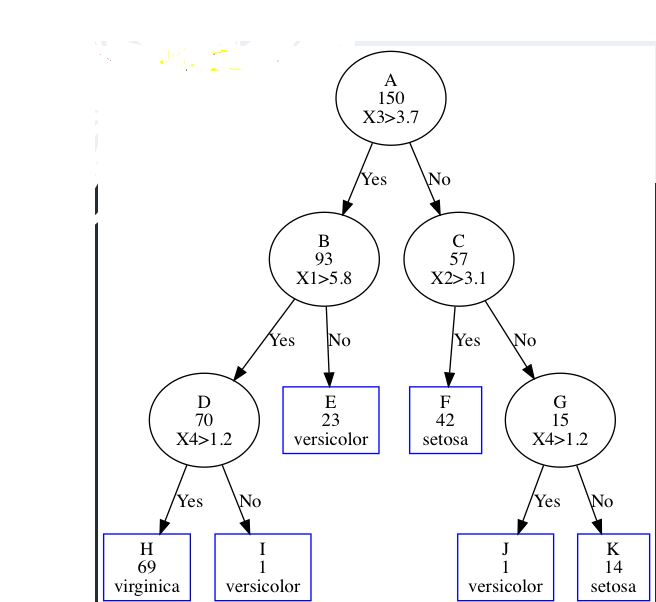 A
150
X3>3.7
Yes
No
B
93
X1>5.8
C
57
X2>3.1
Yes
No
Yes
No
D
70
X4>1.2
E
23
versicolor
F
42
setosa
G
15
X4>1.2
Yes
No
Yes
No
H
69
virginica
I
1
versicolor
J
1
versicolor
K
14
setosa